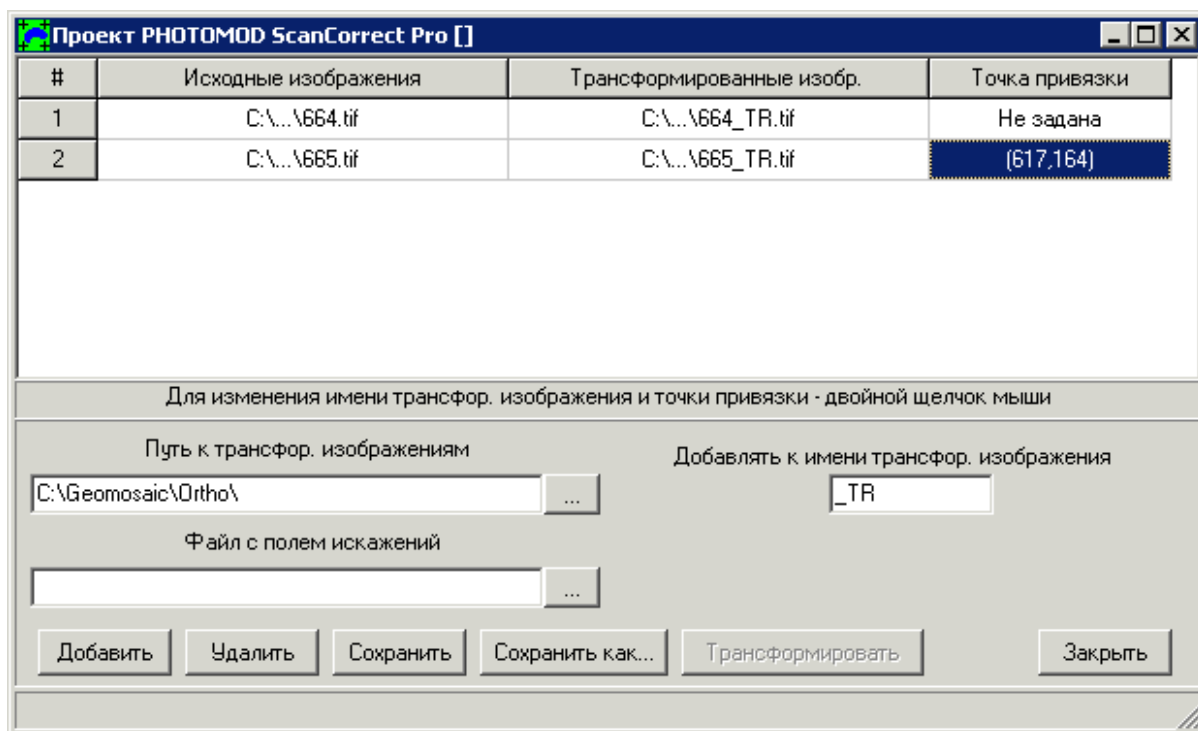 Проект PHOTOMOD ScanCorrect Pro []
# Исходные изображения Трансформированные изобр. Точка привязки
1 C:\...\664.tif C:\...\664_TR.tif Не задана
2 C:\...\665.tif C:\...\665_TR.tif (617,164)
Для изменения имени трансфор. изображения и точки привязки - двойной щелчок мыши
Путь к трансфор. изображениям Добавлять к имени трансфор. изображения
C:\Geomosaic\Ortho\ ... _TR
Файл с полем искажений
...
Добавить Удалить Сохранить Сохранить как... Трансформировать Закрыть